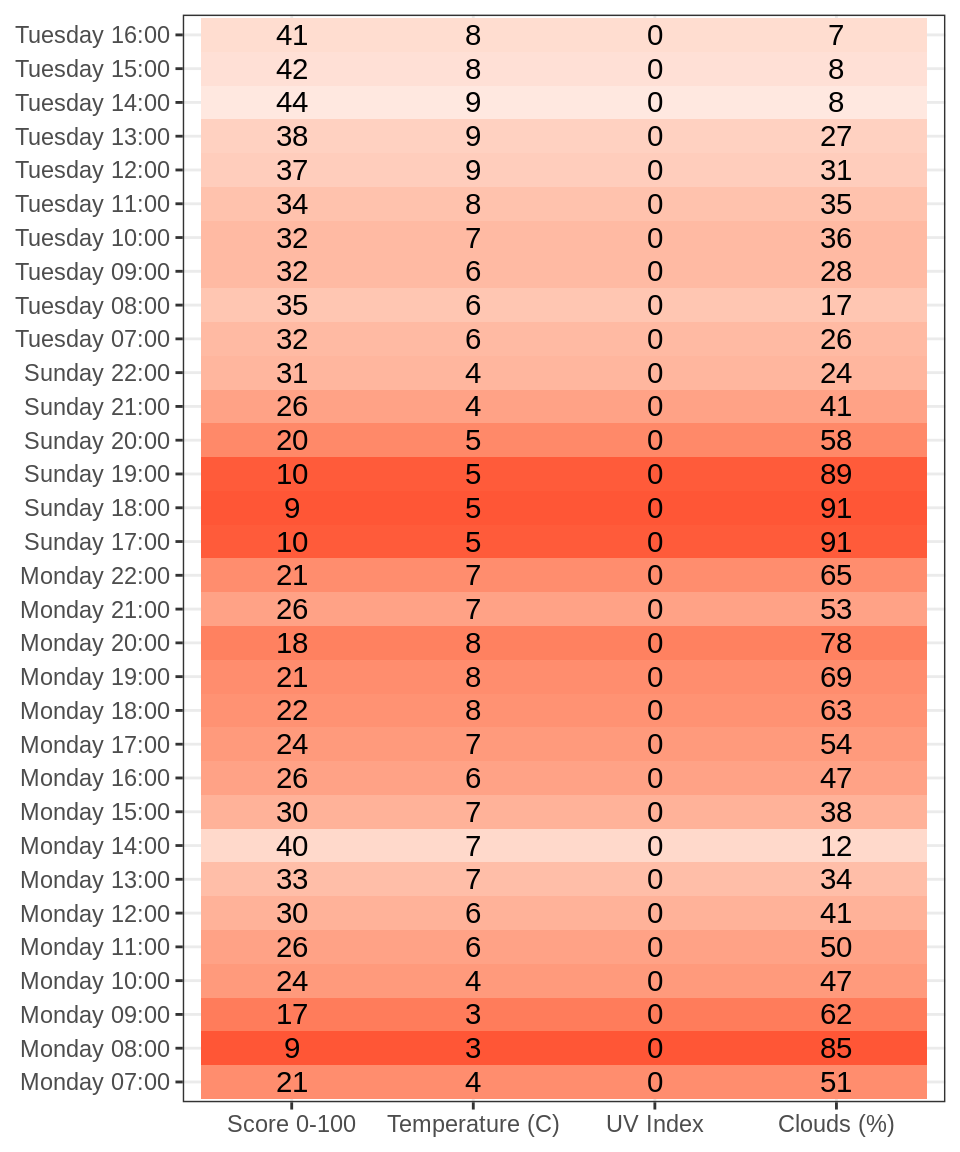 Tuesday 16:00 41 8 0 7
Tuesday 15:00 42 8 0 8
Tuesday 14:00 44 9 0 8
Tuesday 13:00 38 9 0 27
Tuesday 12:00 37 9 0 31
Tuesday 11:00 34 8 0 35
Tuesday 10:00 32 7 0 36
Tuesday 09:00 32 6 0 28
Tuesday 08:00 35 6 0 17
Tuesday 07:00 32 6 0 26
Sunday 22:00 31 4 0 24
Sunday 21:00 26 4 0 41
Sunday 20:00 20 5 0 58
Sunday 19:00 10 5 0 89
Sunday 18:00 9 5 0 91
Sunday 17:00 10 5 0 91
Monday 22:00 21 7 0 65
Monday 21:00 26 7 0 53
Monday 20:00 18 8 0 78
Monday 19:00 21 8 0 69
Monday 18:00 22 8 0 63
Monday 17:00 24 7 0 54
Monday 16:00 26 6 0 47
Monday 15:00 30 7 0 38
Monday 14:00 40 7 0 12
Monday 13:00 33 7 0 34
Monday 12:00 30 6 0 41
Monday 11:00 26 6 0 50
Monday 10:00 24 4 0 47
Monday 09:00 17 3 0 62
Monday 08:00 9 3 0 85
Monday 07:00 21 4 0 51
Score 0-100 Temperature (C) UV Index Clouds (%)